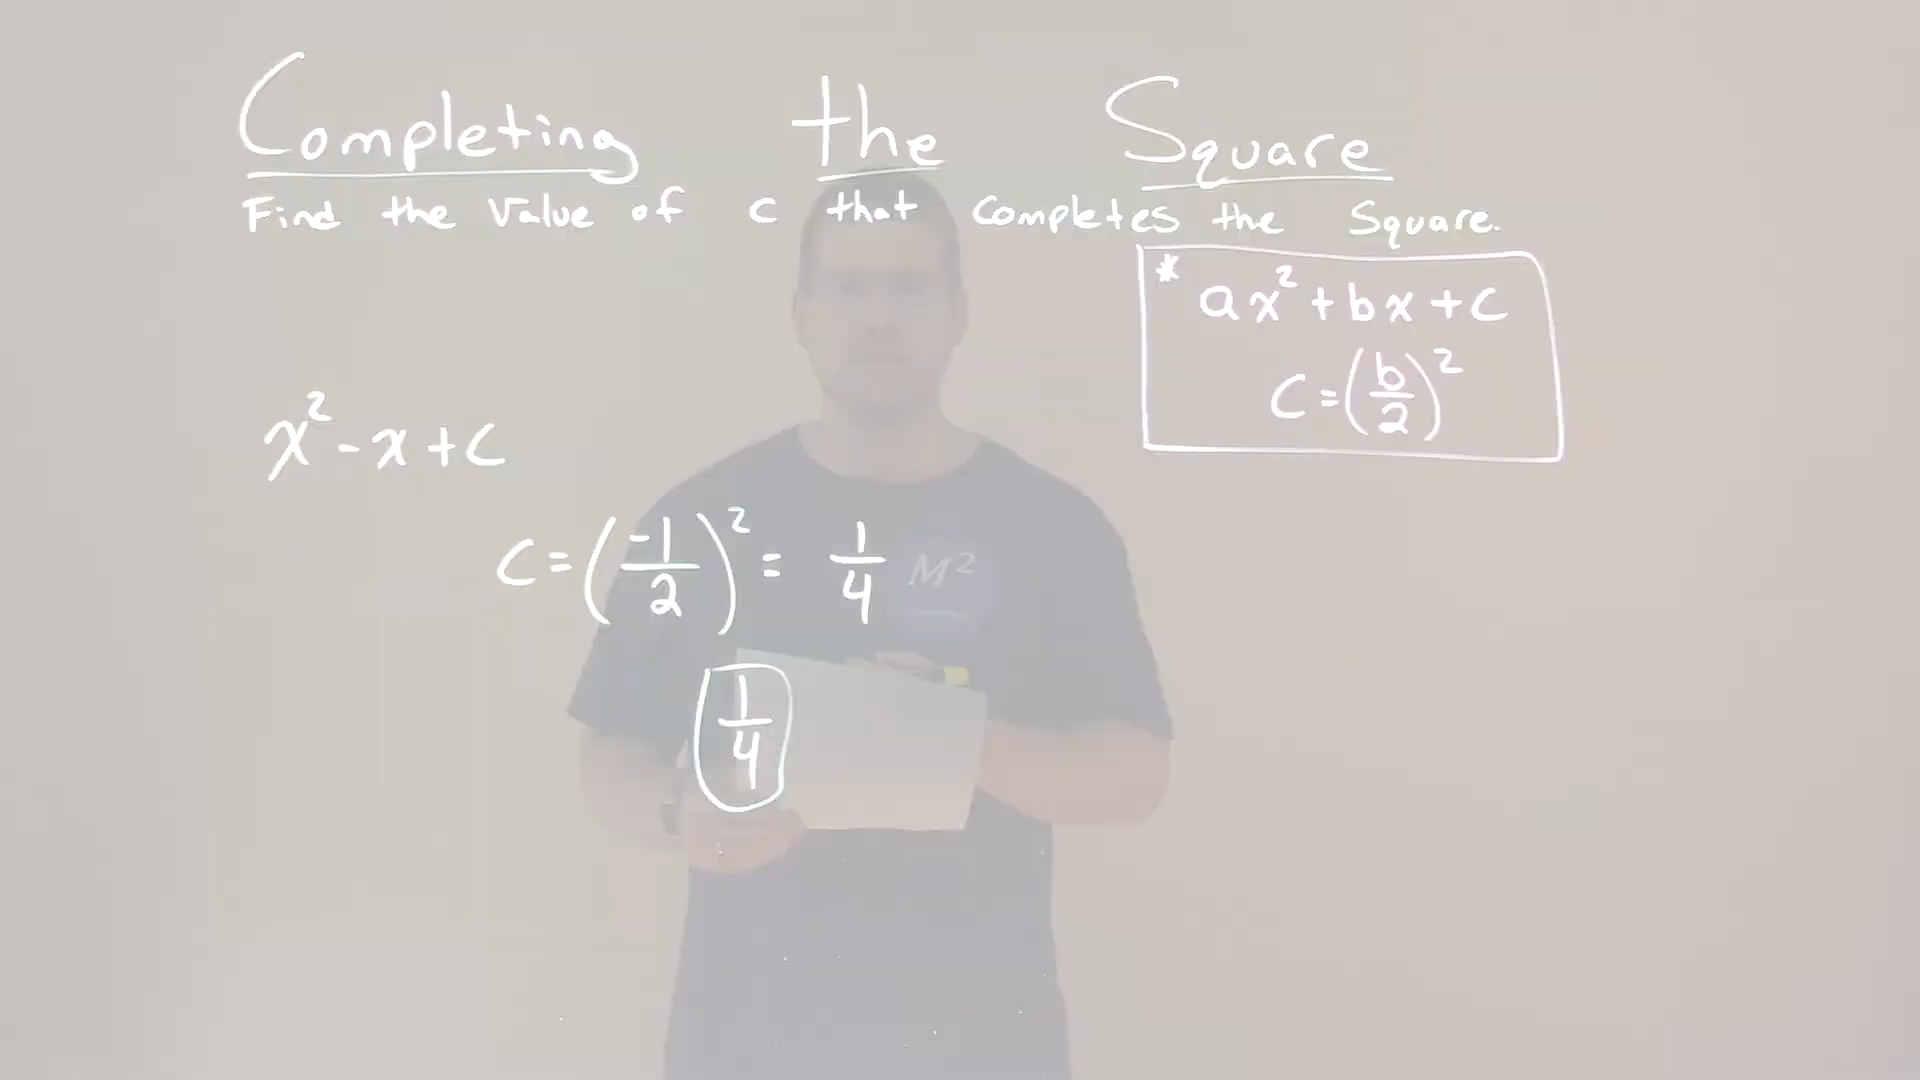 Completing the Square
Find the value of c that completes the square.
* ax² + bx + c
c = (b/2)²
x² - x + c
c = (-1/2)² = 1/4
M²
1/4